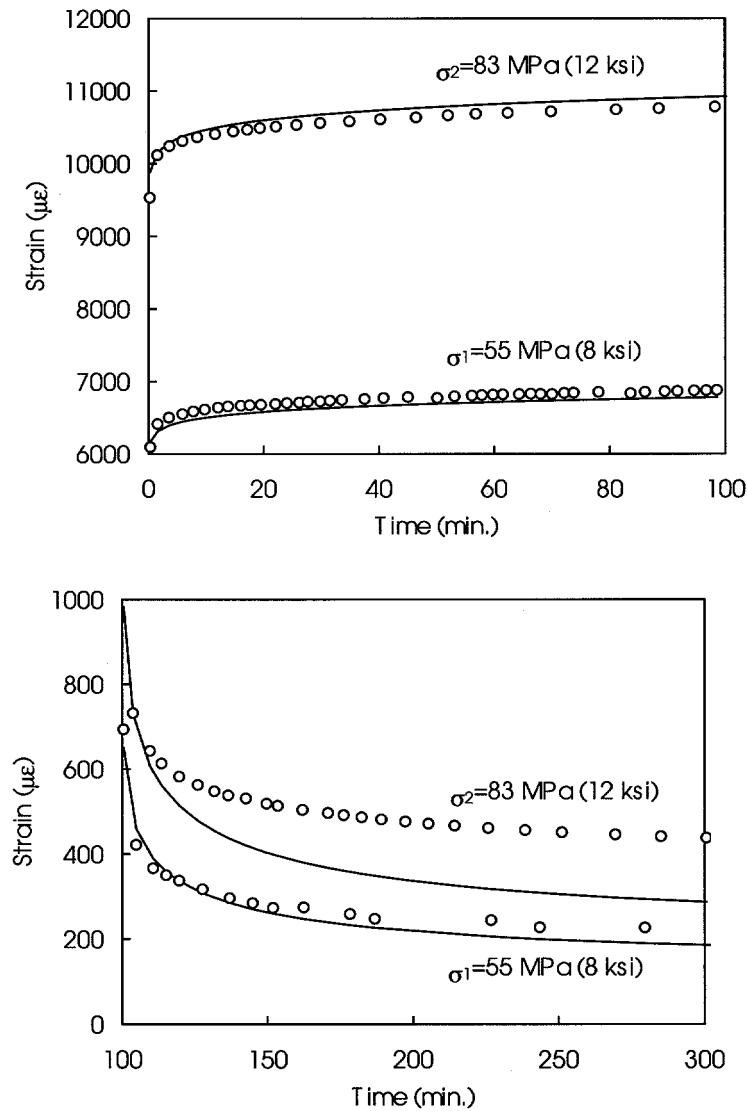 12000
11000
10000
9000
8000
7000
6000
Strain (με)
σ2=83 MPa (12 ksi)
σ1=55 MPa (8 ksi)
0 20 40 60 80 100
Time (min.)
1000
800
600
400
200
0
Strain (με)
σ2=83 MPa (12 ksi)
σ1=55 MPa (8 ksi)
100 150 200 250 300
Time (min.)